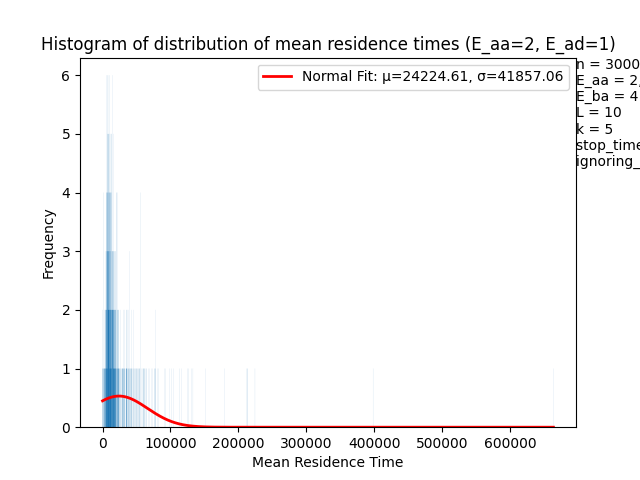 Histogram of distribution of mean residence times (E_aa=2, E_ad=1)
n = 3000
E_aa = 2,
E_ba = 4
L = 10
k = 5
stop_time
ignoring_
Normal Fit: μ=24224.61, σ=41857.06
Frequency
6
5
4
3
2
1
0
0 100000 200000 300000 400000 500000 600000
Mean Residence Time